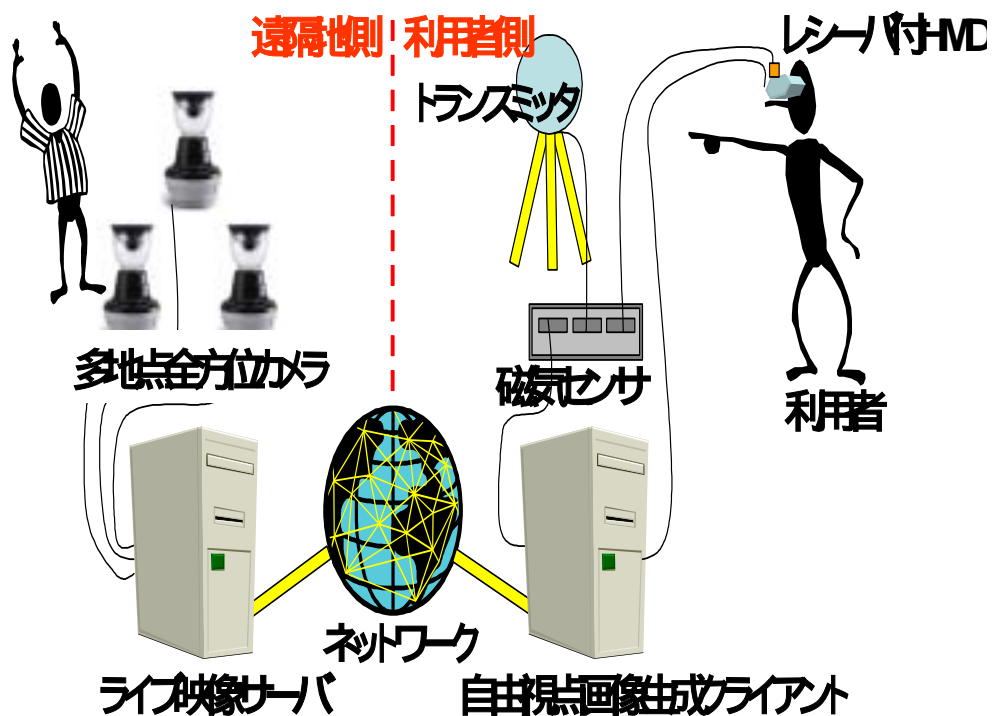 遠隔地側
利用者側
レシーバ付HMD
トランスミッタ
多地点全方位カメラ
磁気センサ
利用者
ネットワーク
ライブ映像サーバ
自由視点画像生成クライアント